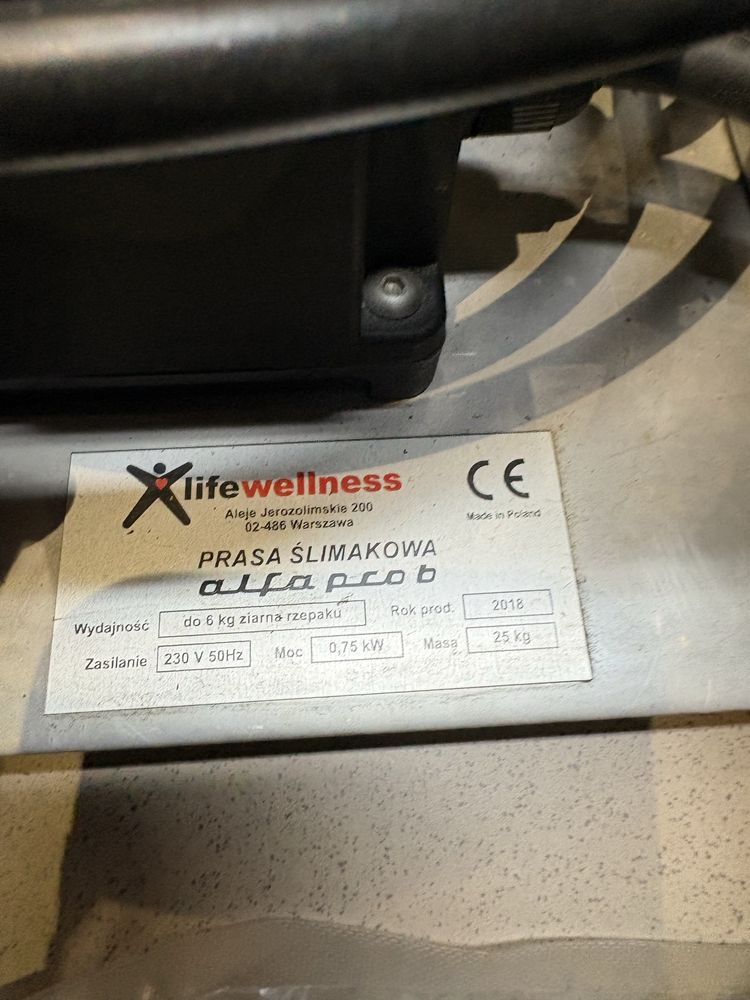 lifewellness
Aleje Jerozolimskie 200
02-486 Warszawa
CE
Made in Poland
PRASA ŚLIMAKOWA
alfa pro b
Wydajność do 6 kg ziarna rzepaku Rok prod. 2018
Zasilanie 230 V 50Hz Moc 0,75 kW Masa 25 kg